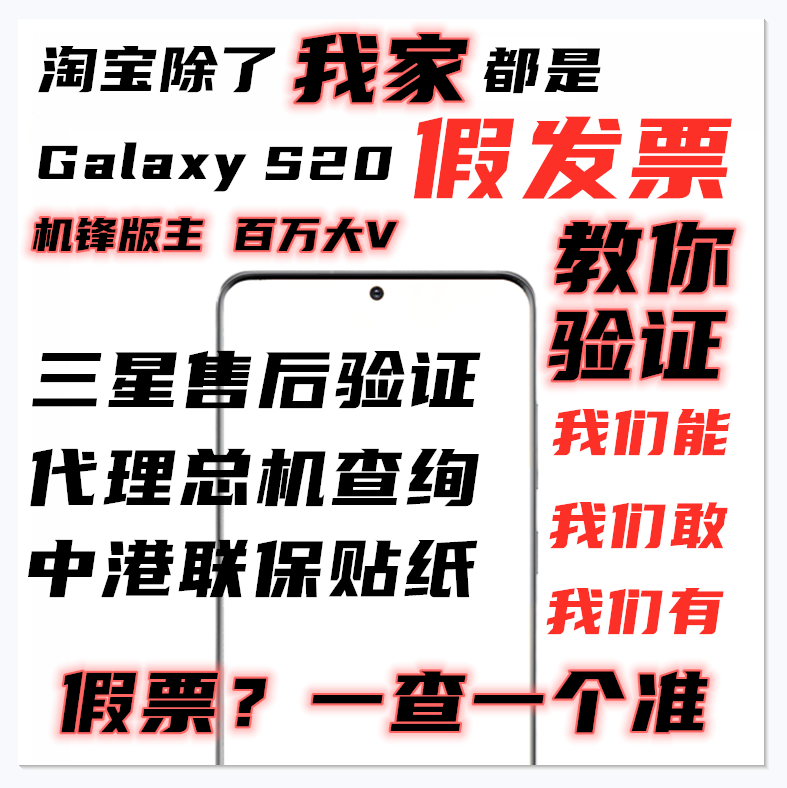 淘宝除了我家都是
Galaxy S20 假发票
机锋版主 百万大V
教你
验证
三星售后验证
我们能
代理总机查绚
我们敢
中港联保贴纸
我们有
假票？一查一个准